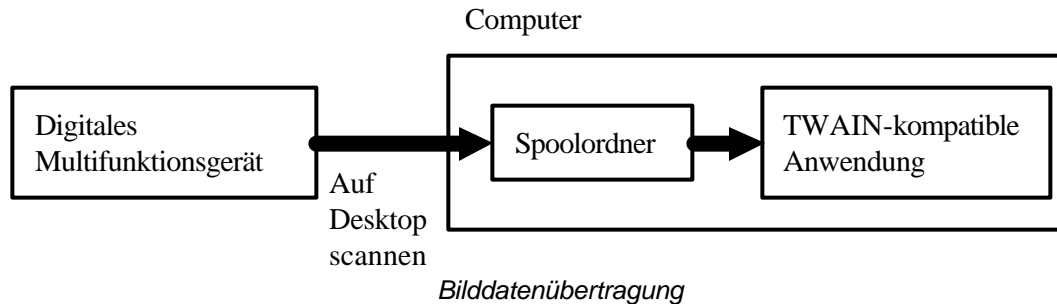 Computer
Digitales
Multifunktionsgerät
Auf
Desktop
scannen
Spoolordner
TWAIN-kompatible
Anwendung
Bilddatenübertragung